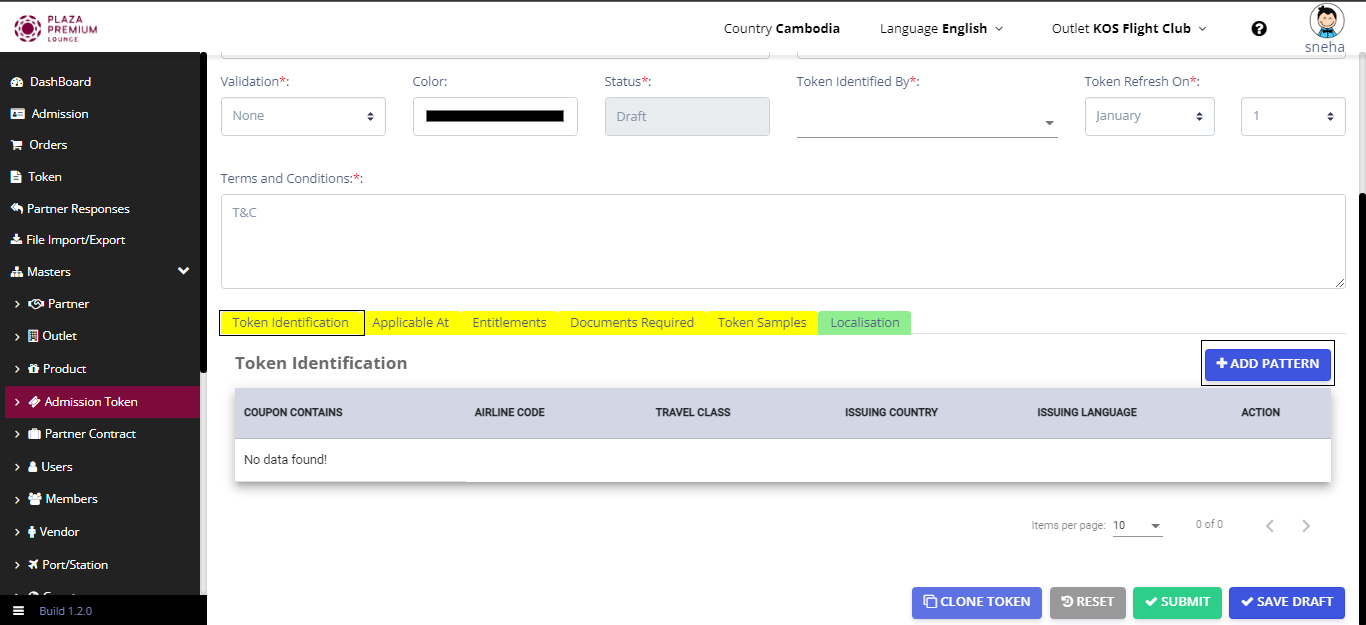 PLAZA
PREMIUM
LOUNGE
Country Cambodia
Language English
Outlet KOS Flight Club
sneha
DashBoard
Admission
Orders
Token
Partner Responses
File Import/Export
Masters
Partner
Outlet
Product
Admission Token
Partner Contract
Users
Members
Vendor
Port/Station
Build 1.2.0
Validation*:
Color:
Status*:
Token Identified By*:
Token Refresh On*:
None
Draft
January
1
Terms and Conditions:*:
T&C
Token Identification
Applicable At
Entitlements
Documents Required
Token Samples
Localisation
Token Identification
ADD PATTERN
COUPON CONTAINS
AIRLINE CODE
TRAVEL CLASS
ISSUING COUNTRY
ISSUING LANGUAGE
ACTION
No data found!
Items per page: 10
0 of 0
CLONE TOKEN
RESET
SUBMIT
SAVE DRAFT